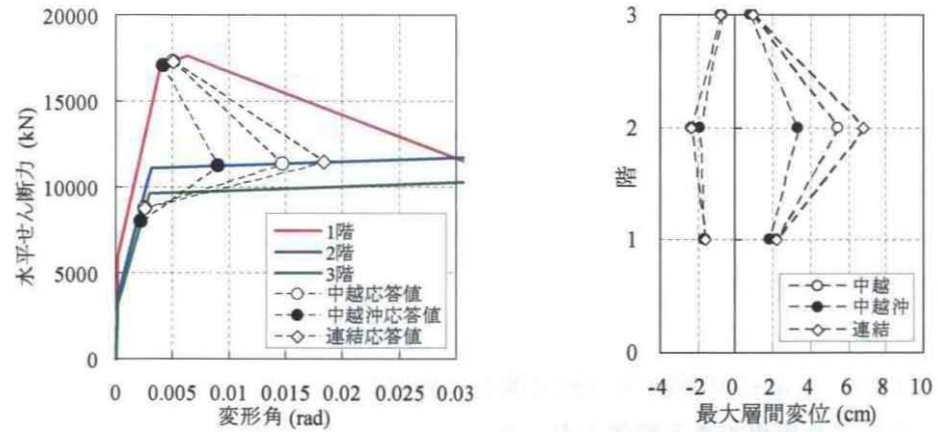 20000
15000
10000
5000
0
水平せん断力 (kN)
0 0.005 0.01 0.015 0.02 0.025 0.03
変形角 (rad)
1階
2階
3階
中越応答値
中越沖応答値
連結応答値
3
2
1
0
階
-4 -2 0 2 4 6 8 10
最大層間変位 (cm)
中越
中越沖
連結